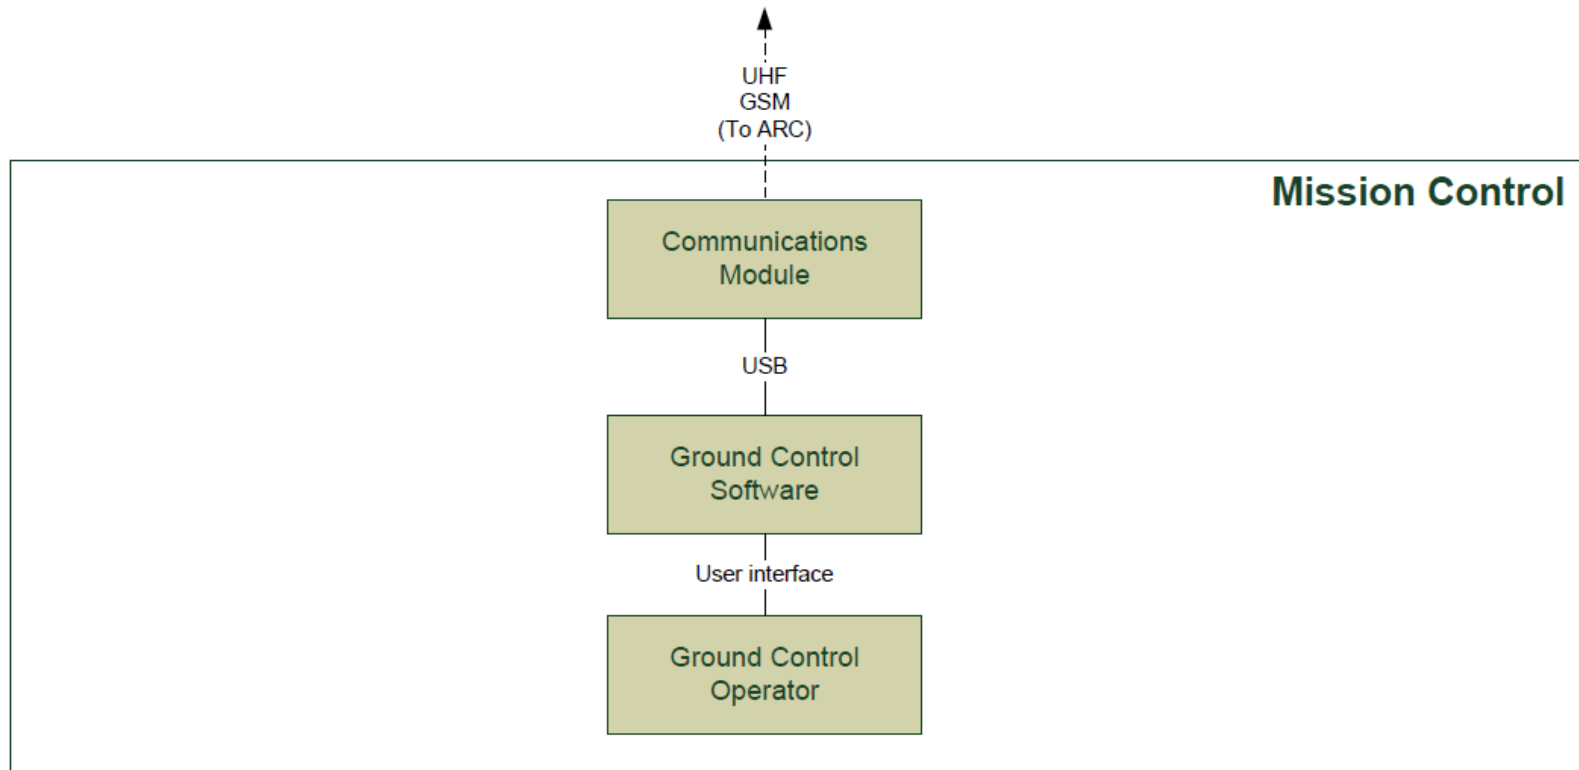 UHF
GSM
(To ARC)
Mission Control
Communications
Module
USB
Ground Control
Software
User interface
Ground Control
Operator